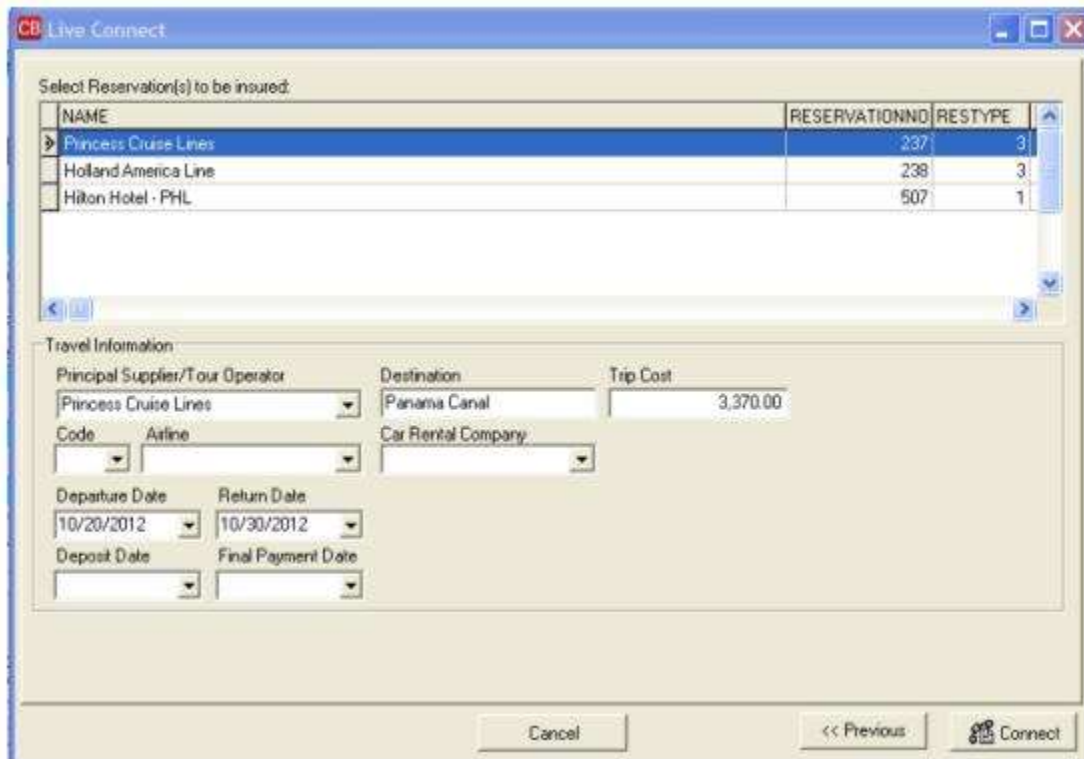 CB Live Connect
Select Reservation(s) to be insured:
NAME RESERVATIONNO RESTYPE
Princess Cruise Lines 237 3
Holland America Line 238 3
Hilton Hotel - PHL 507 1
Travel Information
Principal Supplier/Tour Operator Destination Trip Cost
Princess Cruise Lines Panama Canal 3,370.00
Code Airline Car Rental Company
Departure Date Return Date
10/20/2012 10/30/2012
Deposit Date Final Payment Date
Cancel << Previous Connect